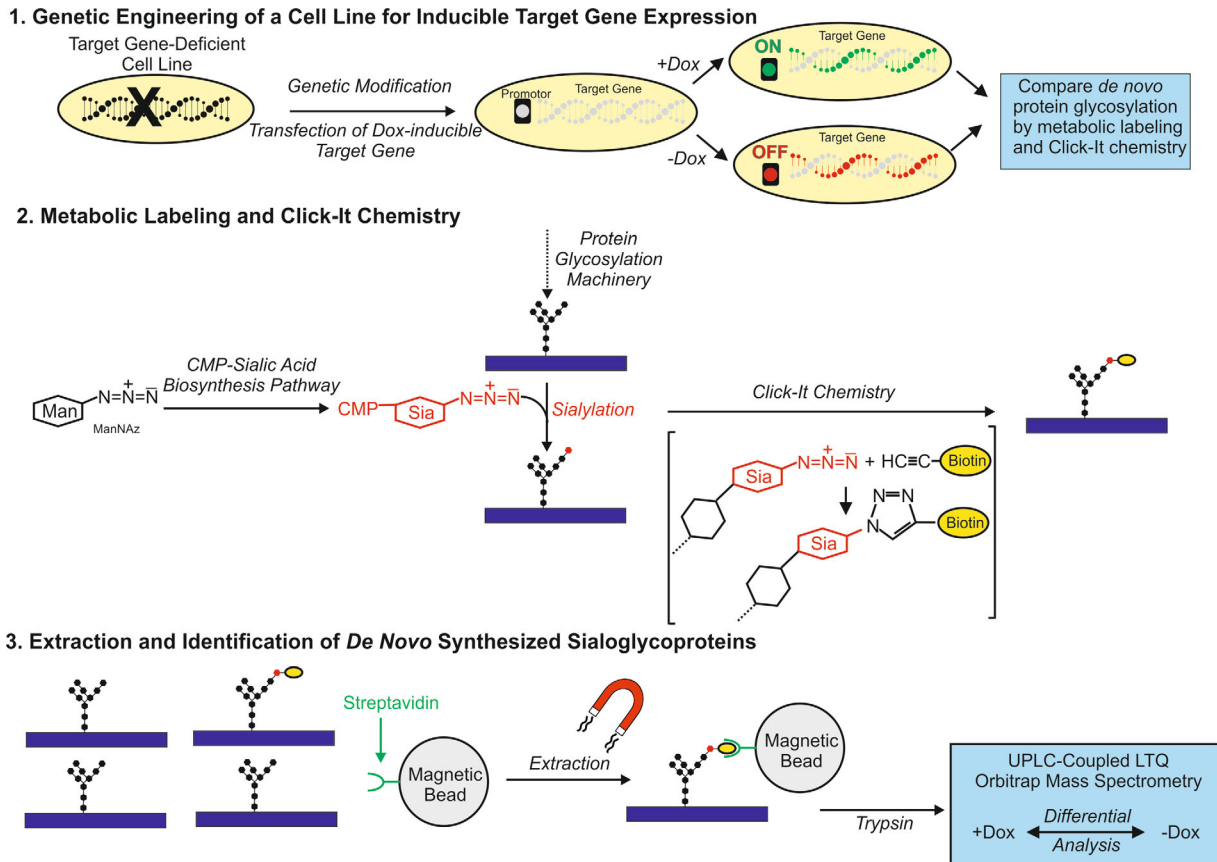 1. Genetic Engineering of a Cell Line for Inducible Target Gene Expression
Target Gene-Deficient
Cell Line
Genetic Modification
Transfection of Dox-inducible
Target Gene
Promotor
Target Gene
+Dox
-Dox
ON
Target Gene
OFF
Target Gene
Compare de novo
protein glycosylation
by metabolic labeling
and Click-It chemistry
2. Metabolic Labeling and Click-It Chemistry
Protein
Glycosylation
Machinery
Man
N=N=N
+
–
ManNAz
CMP-Sialic Acid
Biosynthesis Pathway
CMP
Sia
N=N=N
+
–
Sialylation
Click-It Chemistry
Sia
N=N=N
+
–
+ HC≡C
Biotin
Sia
N
N=N
Biotin
3. Extraction and Identification of De Novo Synthesized Sialoglycoproteins
Streptavidin
Magnetic
Bead
Extraction
Magnetic
Bead
Trypsin
UPLC-Coupled LTQ
Orbitrap Mass Spectrometry
+Dox
Differential
Analysis
-Dox